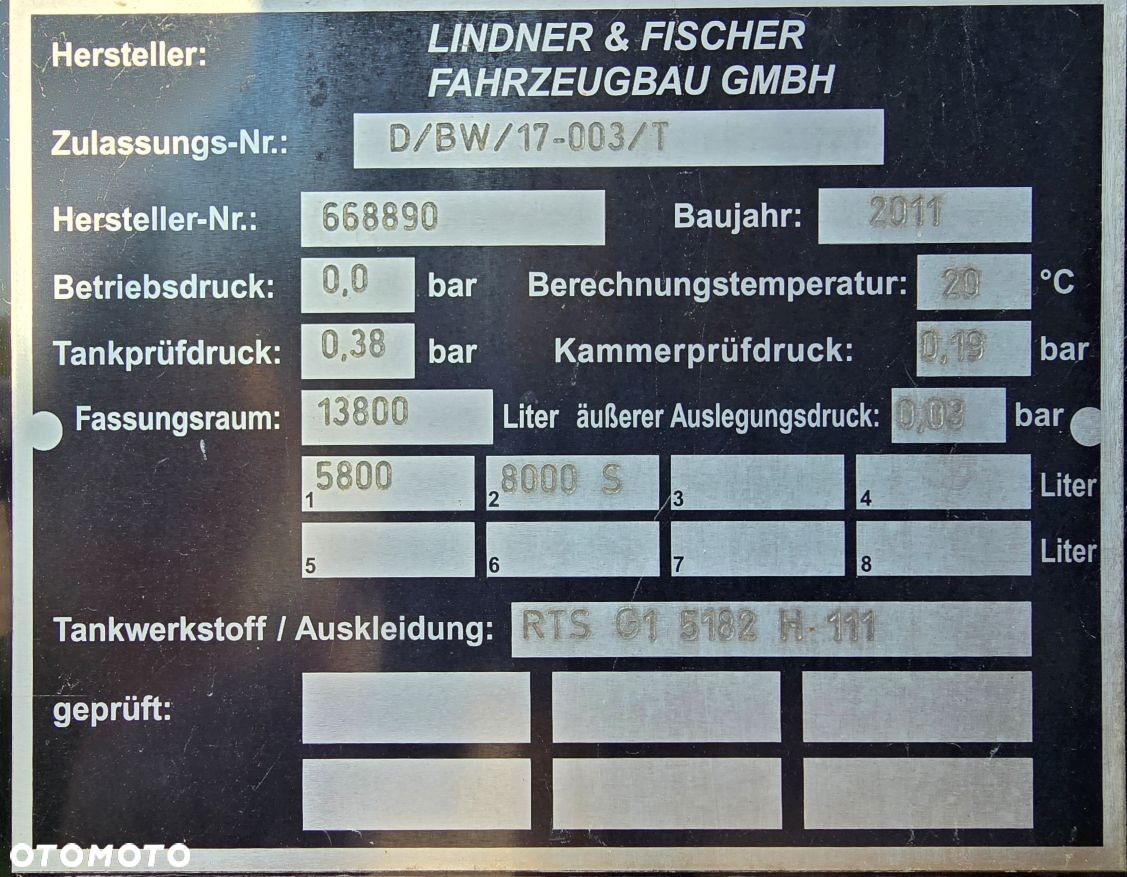 Hersteller: LINDNER & FISCHER
FAHRZEUGBAU GMBH
Zulassungs-Nr.: D/BW/17-003/T
Hersteller-Nr.: 668890 Baujahr: 2011
Betriebsdruck: 0,0 bar Berechnungstemperatur: 20 °C
Tankprüfdruck: 0,38 bar Kammerprüfdruck: 0,19 bar
Fassungsraum: 13800 Liter äußerer Auslegungsdruck: 0,03 bar
1 5800 2 8000 S 3 4 Liter
5 6 7 8 Liter
Tankwerkstoff / Auskleidung: RTS G1 5182 H-111
geprüft:
OTOMOTO